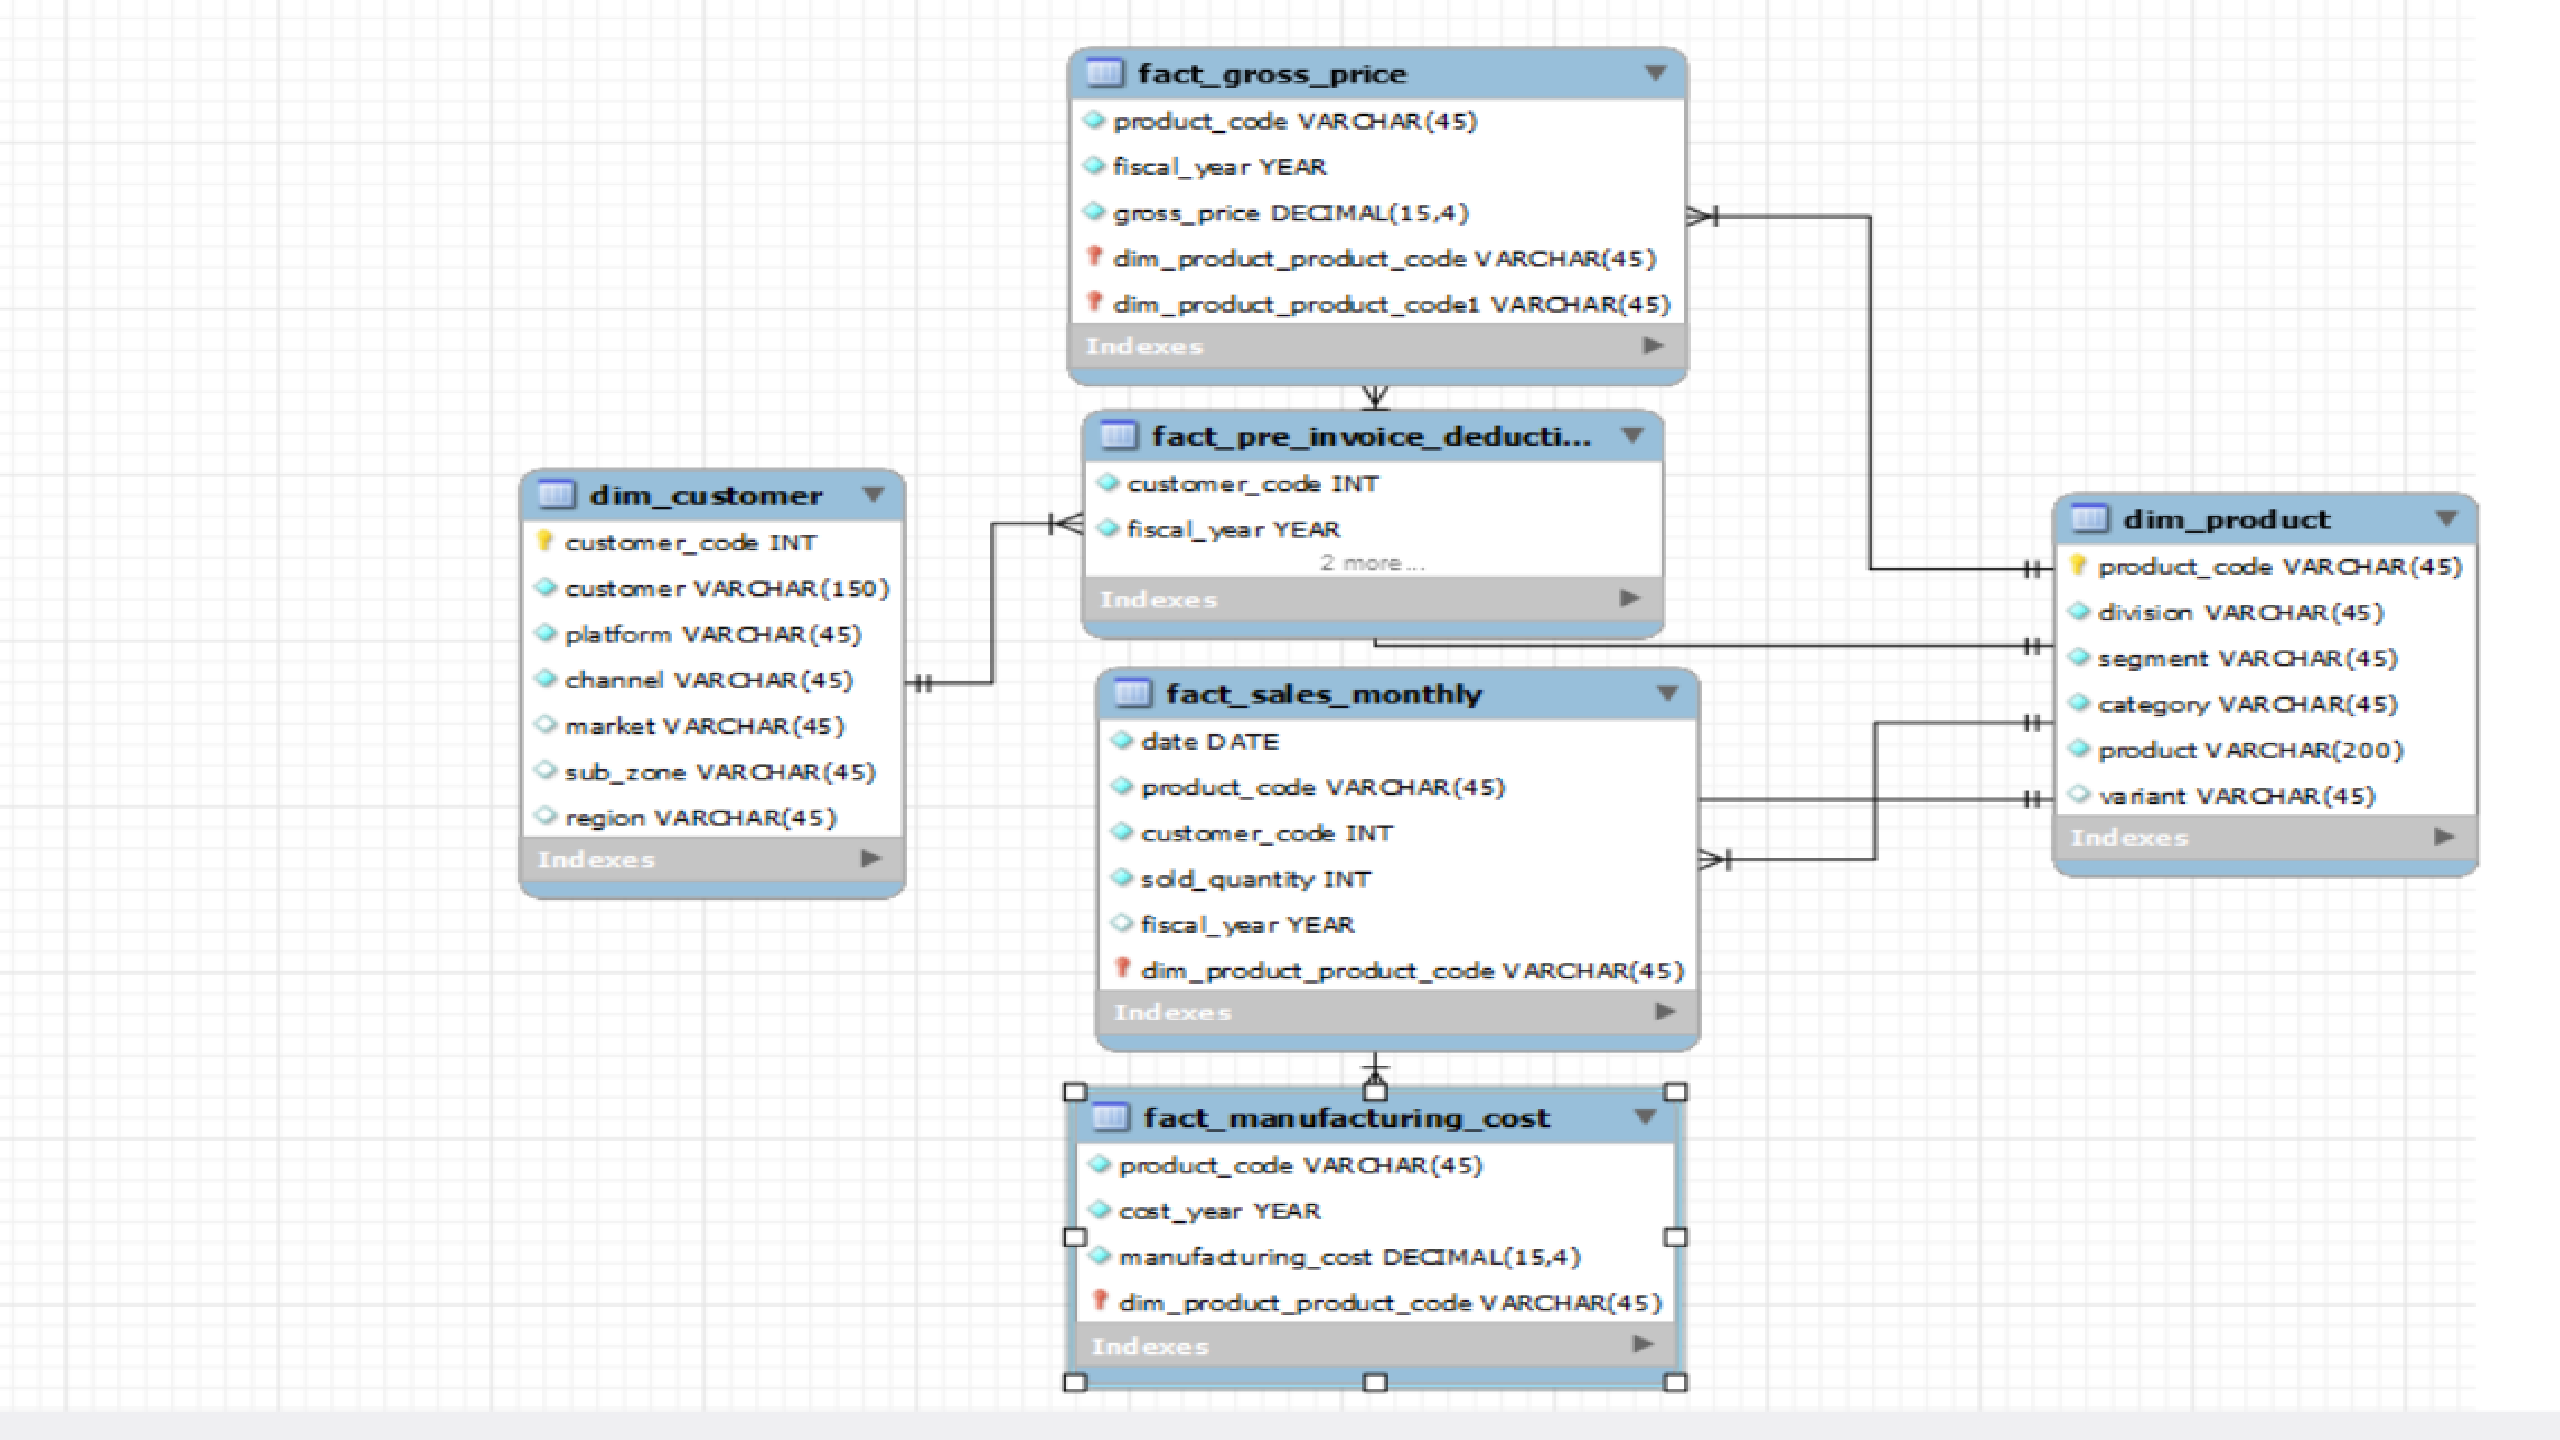 fact_gross_price
product_code VARCHAR(45)
fiscal_year YEAR
gross_price DECIMAL(15,4)
dim_product_product_code VARCHAR(45)
dim_product_product_code1 VARCHAR(45)
Indexes
fact_pre_invoice_deducti...
customer_code INT
fiscal_year YEAR
2 more...
Indexes
dim_customer
customer_code INT
customer VARCHAR(150)
platform VARCHAR(45)
channel VARCHAR(45)
market VARCHAR(45)
sub_zone VARCHAR(45)
region VARCHAR(45)
Indexes
dim_product
product_code VARCHAR(45)
division VARCHAR(45)
segment VARCHAR(45)
category VARCHAR(45)
product VARCHAR(200)
variant VARCHAR(45)
Indexes
fact_sales_monthly
date DATE
product_code VARCHAR(45)
customer_code INT
sold_quantity INT
fiscal_year YEAR
dim_product_product_code VARCHAR(45)
Indexes
fact_manufacturing_cost
product_code VARCHAR(45)
cost_year YEAR
manufacturing_cost DECIMAL(15,4)
dim_product_product_code VARCHAR(45)
Indexes